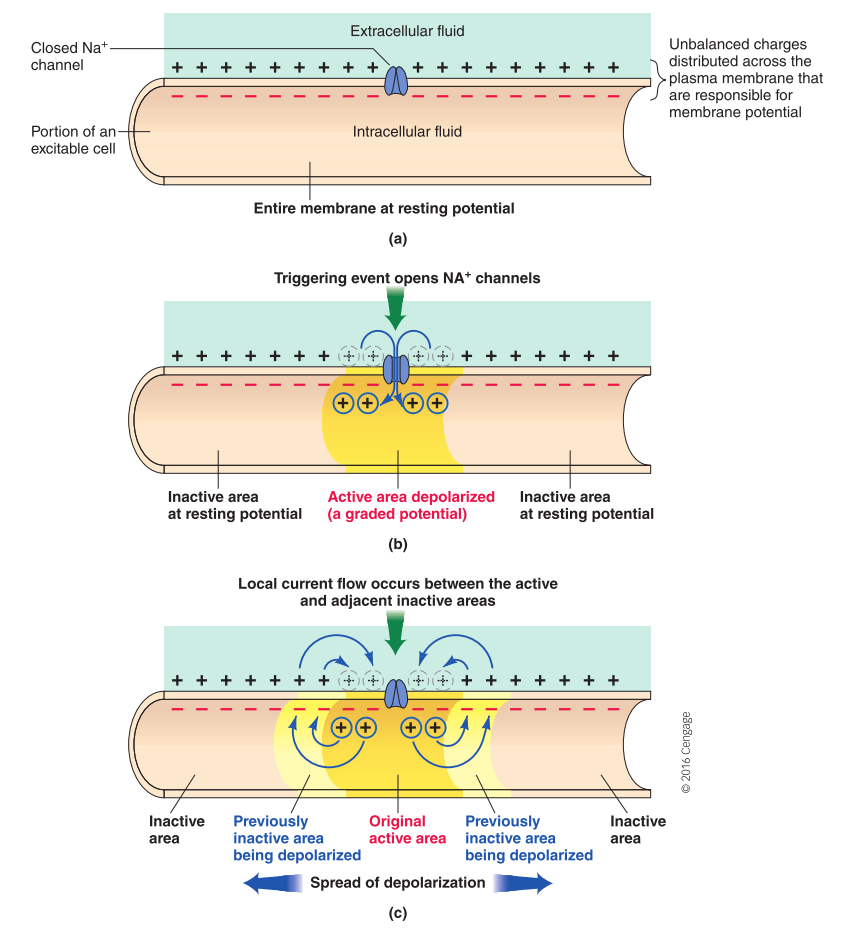 Extracellular fluid
Closed Na⁺
channel
Unbalanced charges
distributed across the
plasma membrane that
are responsible for
membrane potential
+ + + + + + + + + + + + + + + + + +
− − − − − − − − − − − − − − − − − −
Portion of an
excitable cell
Intracellular fluid
Entire membrane at resting potential
(a)
Triggering event opens NA⁺ channels
+ + + + + + + + + + + + + + + + + +
− − − − − − − − − − − − − − − − − −
+ + + +
Inactive area
at resting potential
Active area depolarized
(a graded potential)
Inactive area
at resting potential
(b)
Local current flow occurs between the active
and adjacent inactive areas
+ + + + + + + + + + + + + + + + + +
− − − − − − − − − − − − − − − − − −
+ + + +
© 2016 Cengage
Inactive
area
Previously
inactive area
being depolarized
Original
active area
Previously
inactive area
being depolarized
Inactive
area
Spread of depolarization
(c)